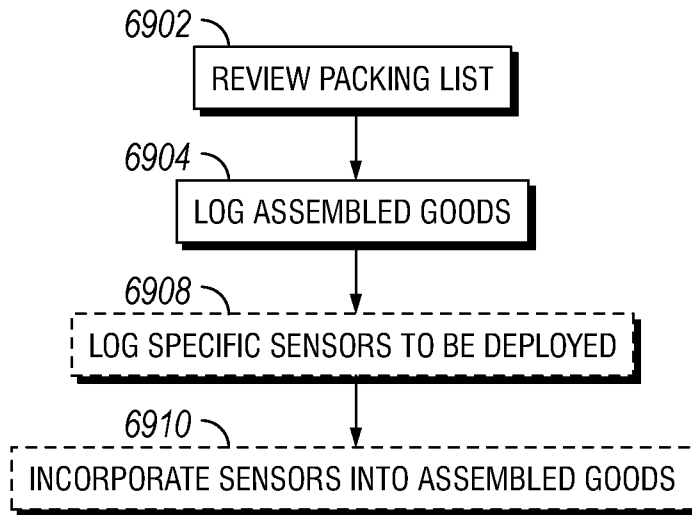 6902
REVIEW PACKING LIST
6904
LOG ASSEMBLED GOODS
6908
LOG SPECIFIC SENSORS TO BE DEPLOYED
6910
INCORPORATE SENSORS INTO ASSEMBLED GOODS